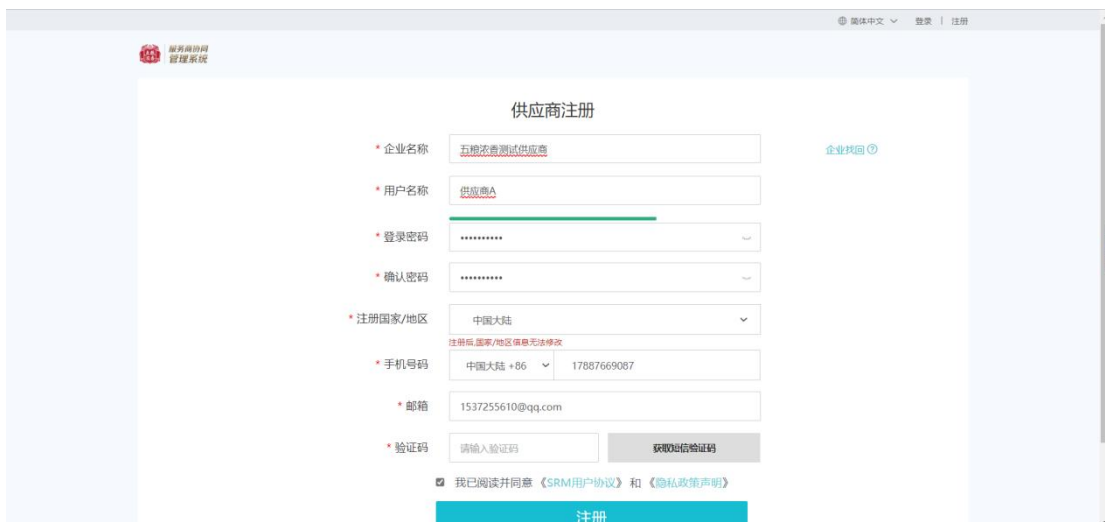 简体中文 登录 | 注册
服务商协同
管理系统
供应商注册
* 企业名称 五粮浓香测试供应商 企业找回
* 用户名称 供应商A
* 登录密码 ••••••••••
* 确认密码 ••••••••••
* 注册国家/地区 中国大陆
注册后,国家/地区信息无法修改
* 手机号码 中国大陆 +86 17887669087
* 邮箱 1537255610@qq.com
* 验证码 请输入验证码 获取短信验证码
我已阅读并同意 《SRM用户协议》 和 《隐私政策声明》
注册